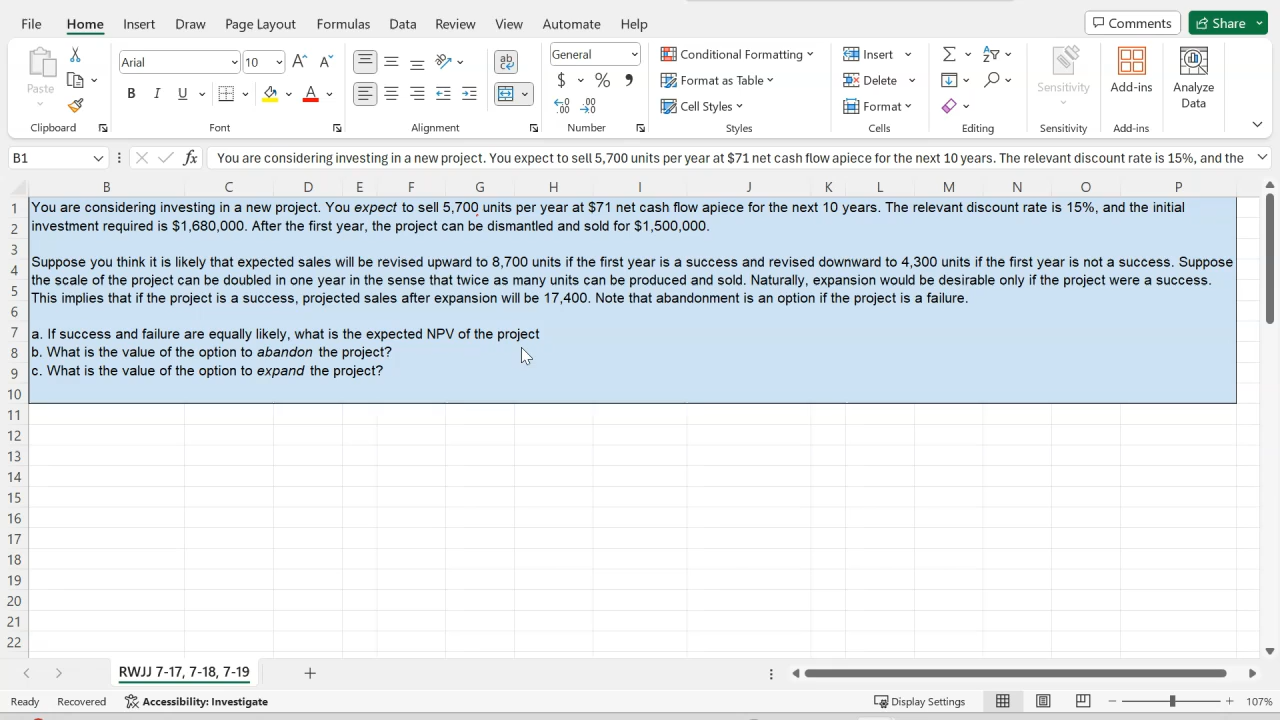 File Home Insert Draw Page Layout Formulas Data Review View Automate Help Comments Share
Paste Arial 10 General Conditional Formatting Insert Sensitivity Add-ins Analyze Data
B I U A $ % Format as Table Delete
Cell Styles Format
Clipboard Font Alignment Number Styles Cells Editing Sensitivity Add-ins
B1 fx You are considering investing in a new project. You expect to sell 5,700 units per year at $71 net cash flow apiece for the next 10 years. The relevant discount rate is 15%, and the
B C D E F G H I J K L M N O P
1 You are considering investing in a new project. You expect to sell 5,700 units per year at $71 net cash flow apiece for the next 10 years. The relevant discount rate is 15%, and the initial
2 investment required is $1,680,000. After the first year, the project can be dismantled and sold for $1,500,000.
3
4 Suppose you think it is likely that expected sales will be revised upward to 8,700 units if the first year is a success and revised downward to 4,300 units if the first year is not a success. Suppose
5 the scale of the project can be doubled in one year in the sense that twice as many units can be produced and sold. Naturally, expansion would be desirable only if the project were a success.
6 This implies that if the project is a success, projected sales after expansion will be 17,400. Note that abandonment is an option if the project is a failure.
7 a. If success and failure are equally likely, what is the expected NPV of the project
8 b. What is the value of the option to abandon the project?
9 c. What is the value of the option to expand the project?
10
11
12
13
14
15
16
17
18
19
20
21
22
RWJJ 7-17, 7-18, 7-19
Ready Recovered Accessibility: Investigate Display Settings 107%